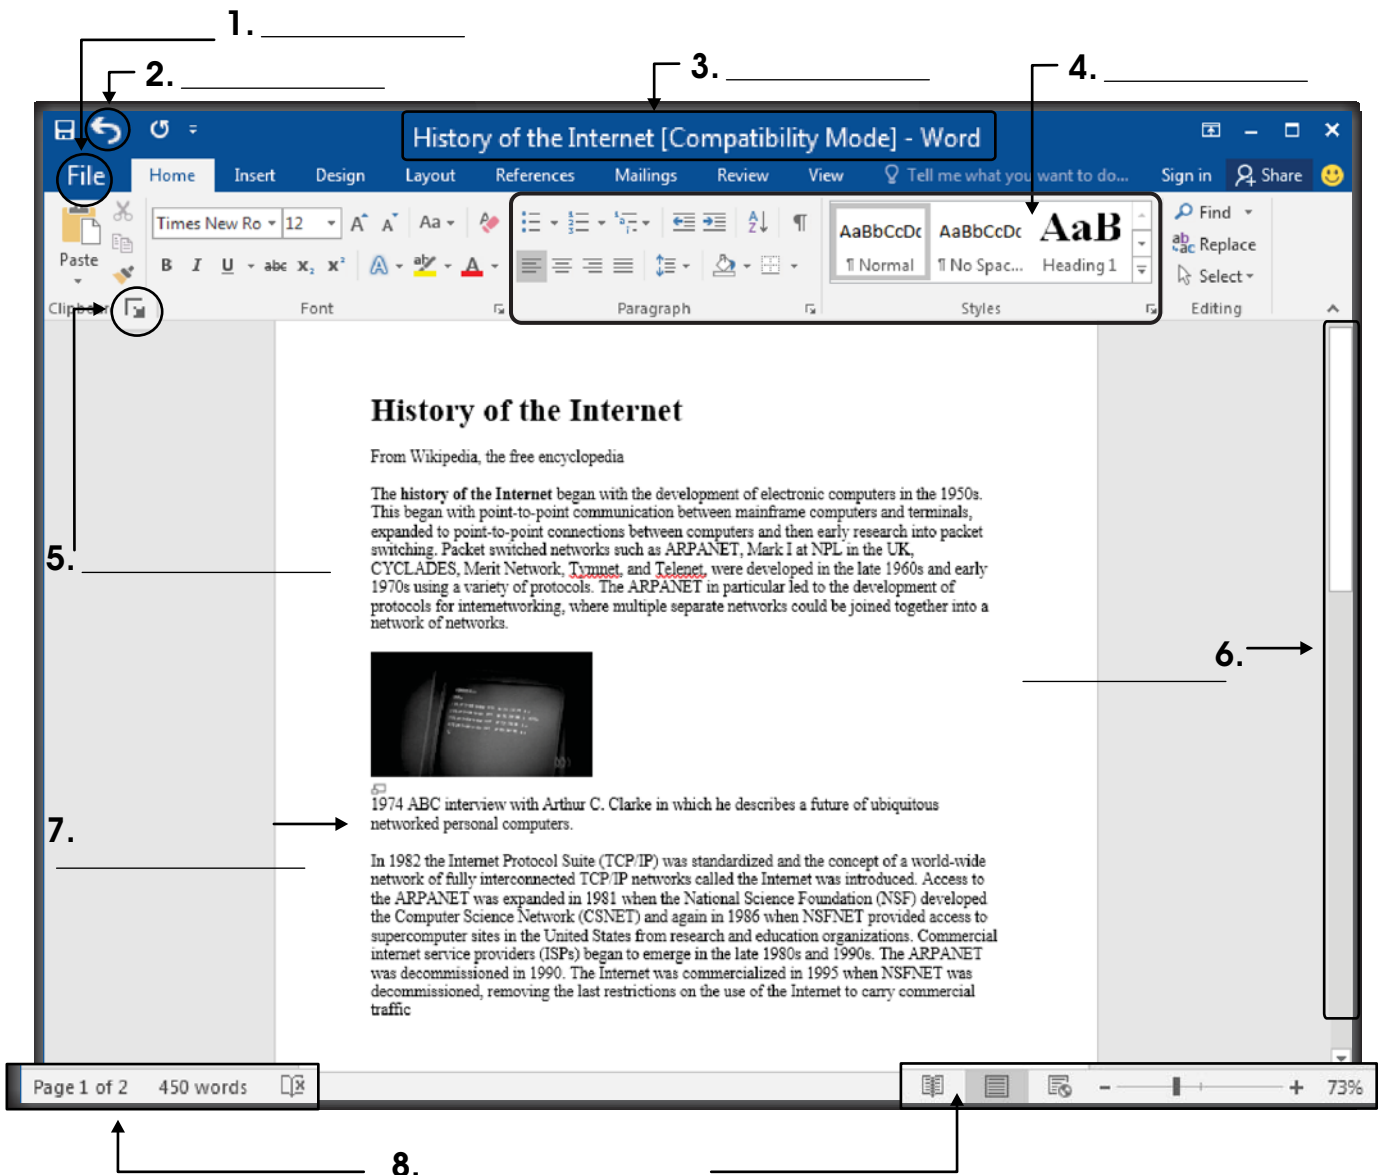 1.
2.
3.
4.
History of the Internet [Compatibility Mode] - Word
File Home Insert Design Layout References Mailings Review View Tell me what you want to do... Sign in Share
Times New Ro 12 Aa
AaBbCcDc AaBbCcDc AaB
Find
Replace
Select
Paste
B I U abc x₂ x² A ab A
¶ Normal ¶ No Spac... Heading 1
Clipboar Font Paragraph Styles Editing
History of the Internet
From Wikipedia, the free encyclopedia
The history of the Internet began with the development of electronic computers in the 1950s.
This began with point-to-point communication between mainframe computers and terminals,
expanded to point-to-point connections between computers and then early research into packet
switching. Packet switched networks such as ARPANET, Mark I at NPL in the UK,
CYCLADES, Merit Network, Tymnet, and Telenet, were developed in the late 1960s and early
1970s using a variety of protocols. The ARPANET in particular led to the development of
protocols for internetworking, where multiple separate networks could be joined together into a
network of networks.
5.
6.
1974 ABC interview with Arthur C. Clarke in which he describes a future of ubiquitous
networked personal computers.
7.
In 1982 the Internet Protocol Suite (TCP/IP) was standardized and the concept of a world-wide
network of fully interconnected TCP/IP networks called the Internet was introduced. Access to
the ARPANET was expanded in 1981 when the National Science Foundation (NSF) developed
the Computer Science Network (CSNET) and again in 1986 when NSFNET provided access to
supercomputer sites in the United States from research and education organizations. Commercial
internet service providers (ISPs) began to emerge in the late 1980s and 1990s. The ARPANET
was decommissioned in 1990. The Internet was commercialized in 1995 when NSFNET was
decommissioned, removing the last restrictions on the use of the Internet to carry commercial
traffic
Page 1 of 2 450 words 73%
8.